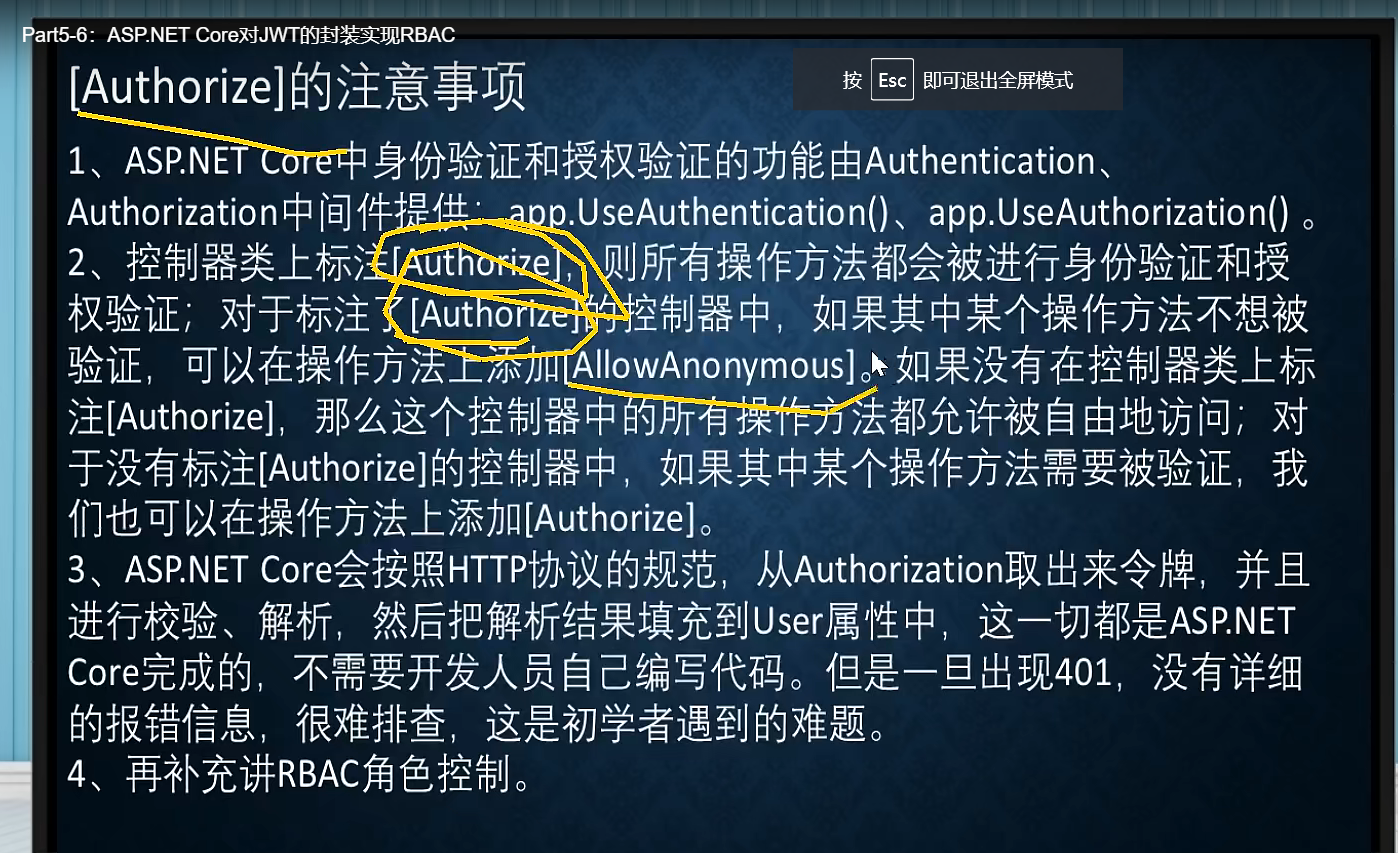 Part5-6：ASP.NET Core对JWT的封装实现RBAC
按 Esc 即可退出全屏模式
[Authorize]的注意事项
1、ASP.NET Core中身份验证和授权验证的功能由Authentication、
Authorization中间件提供：app.UseAuthentication()、app.UseAuthorization() 。
2、控制器类上标注[Authorize]，则所有操作方法都会被进行身份验证和授
权验证；对于标注了[Authorize]的控制器中，如果其中某个操作方法不想被
验证，可以在操作方法上添加[AllowAnonymous]。如果没有在控制器类上标
注[Authorize]，那么这个控制器中的所有操作方法都允许被自由地访问；对
于没有标注[Authorize]的控制器中，如果其中某个操作方法需要被验证，我
们也可以在操作方法上添加[Authorize]。
3、ASP.NET Core会按照HTTP协议的规范，从Authorization取出来令牌，并且
进行校验、解析，然后把解析结果填充到User属性中，这一切都是ASP.NET
Core完成的，不需要开发人员自己编写代码。但是一旦出现401，没有详细
的报错信息，很难排查，这是初学者遇到的难题。
4、再补充讲RBAC角色控制。